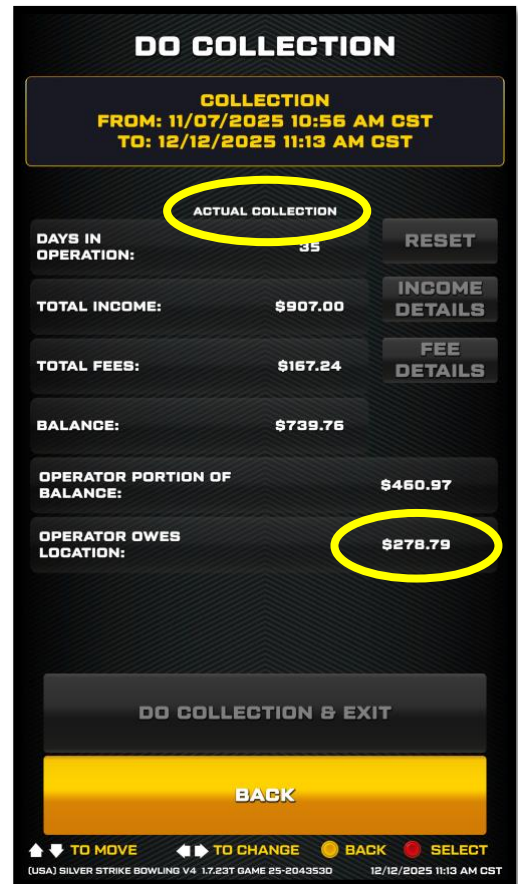 DO COLLECTION
COLLECTION
FROM: 11/07/2025 10:56 AM CST
TO: 12/12/2025 11:13 AM CST
ACTUAL COLLECTION
DAYS IN
OPERATION: 35 RESET
TOTAL INCOME: $907.00 INCOME
DETAILS
TOTAL FEES: $167.24 FEE
DETAILS
BALANCE: $739.76
OPERATOR PORTION OF
BALANCE: $460.97
OPERATOR OWES
LOCATION: $278.79
DO COLLECTION & EXIT
BACK
TO MOVE TO CHANGE BACK SELECT
(USA) SILVER STRIKE BOWLING V4 1.7.23T GAME 25-2043530 12/12/2025 11:13 AM CST